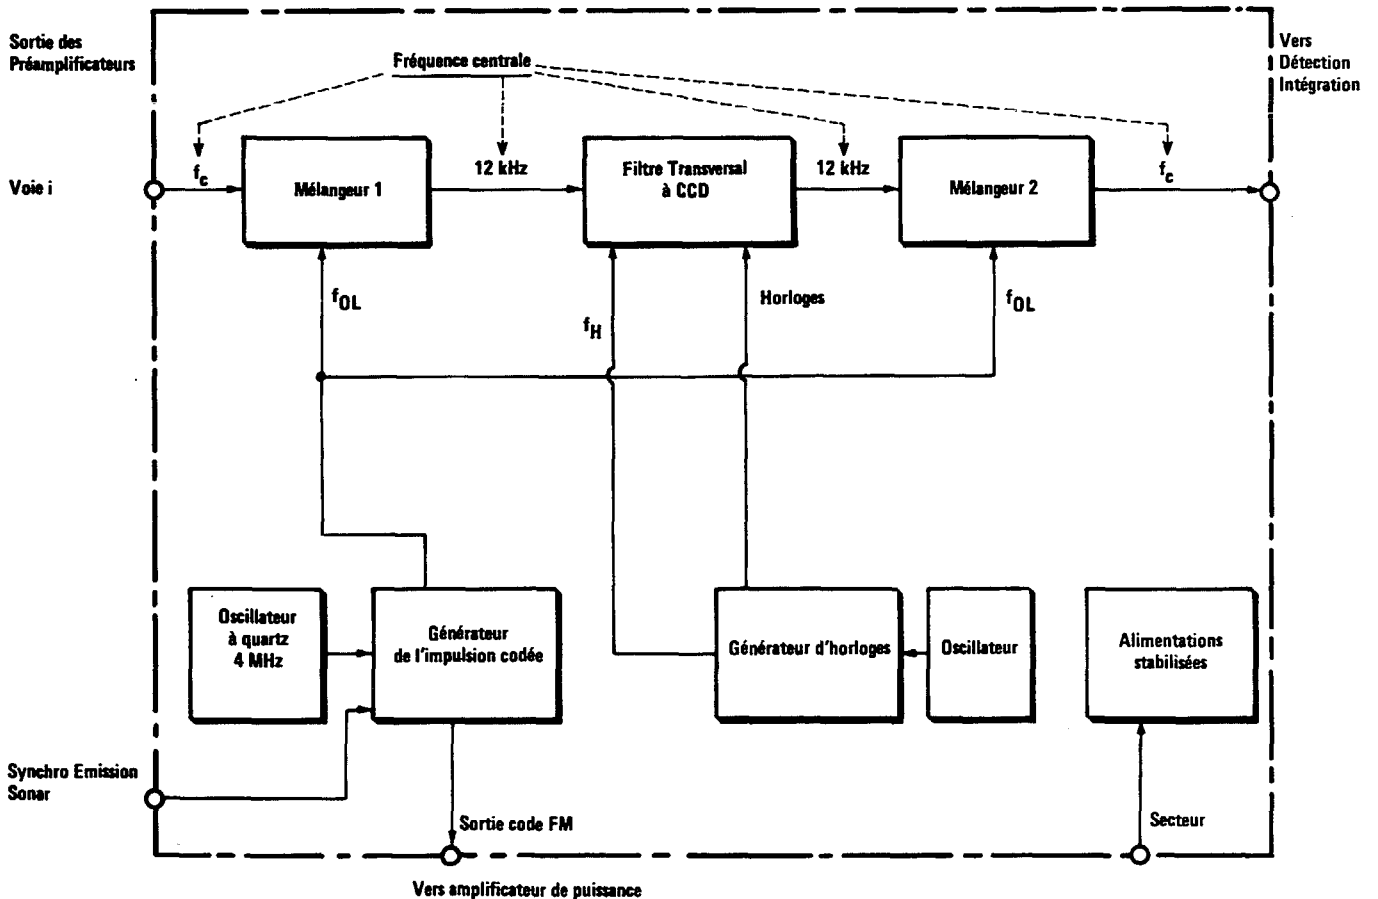 Sortie des
Préamplificateurs
Vers
Détection
Intégration
Fréquence centrale
Voie i
fc
Mélangeur 1
12 kHz
Filtre Transversal
à CCD
12 kHz
Mélangeur 2
fc
fOL
fH
Horloges
fOL
Oscillateur
à quartz
4 MHz
Générateur
de l'impulsion codée
Générateur d'horloges
Oscillateur
Alimentations
stabilisées
Synchro Emission
Sonar
Sortie code FM
Secteur
Vers amplificateur de puissance